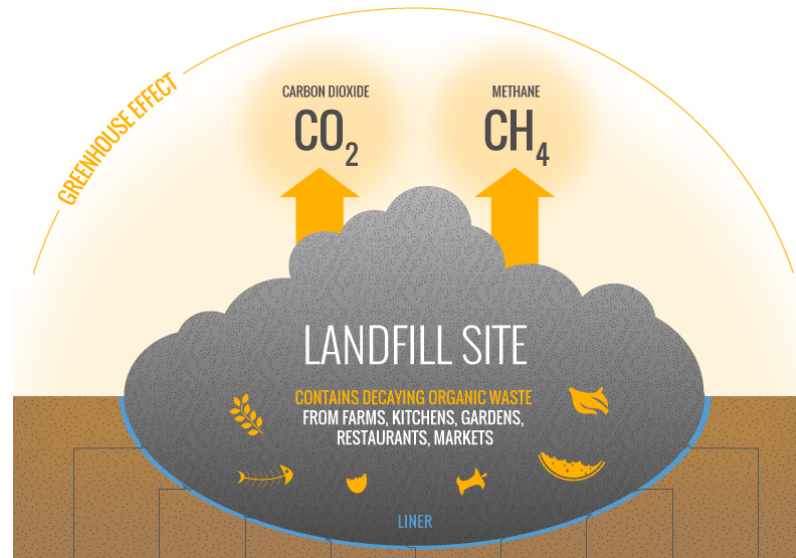 GREENHOUSE EFFECT
CARBON DIOXIDE
CO₂
METHANE
CH₄
LANDFILL SITE
CONTAINS DECAYING ORGANIC WASTE
FROM FARMS, KITCHENS, GARDENS,
RESTAURANTS, MARKETS
LINER